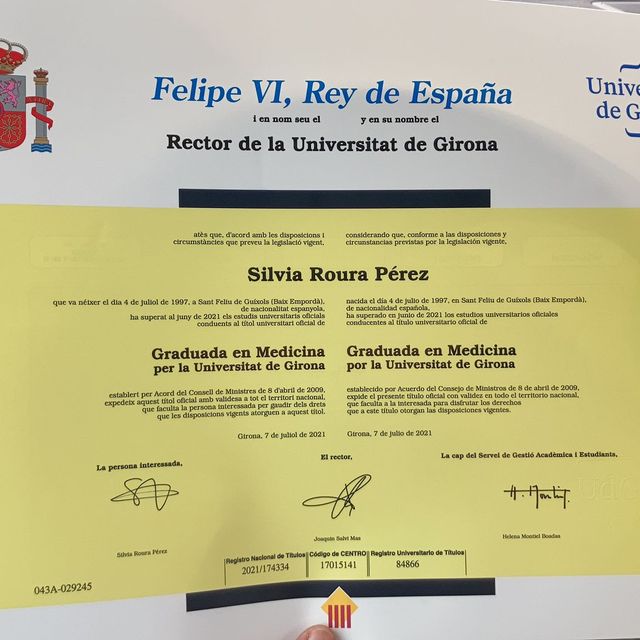 Felipe VI, Rey de España
Unive
de G
i en nom seu el y en su nombre el
Rector de la Universitat de Girona
atès que, d'acord amb les disposicions i
circumstàncies que preveu la legislació vigent,
considerando que, conforme a las disposiciones y
circunstancias previstas por la legislación vigente,
Silvia Roura Pérez
que va néixer el dia 4 de juliol de 1997, a Sant Feliu de Guíxols (Baix Empordà),
de nacionalitat espanyola,
ha superat al juny de 2021 els estudis universitaris oficials
conduents al títol universitari oficial de
nacida el día 4 de julio de 1997, en Sant Feliu de Guíxols (Baix Empordà),
de nacionalidad española,
ha superado en junio de 2021 los estudios universitarios oficiales
conducentes al título universitario oficial de
Graduada en Medicina
per la Universitat de Girona
Graduada en Medicina
por la Universitat de Girona
establert per Acord del Consell de Ministres de 8 d'abril de 2009,
expedeix aquest títol oficial amb validesa a tot el territori nacional,
que faculta la persona interessada per gaudir dels drets
que les disposicions vigents atorguen a aquest títol.
establecido por Acuerdo del Consejo de Ministros de 8 de abril de 2009,
expide el presente título oficial con validez en todo el territorio nacional,
que faculta a la interesada para disfrutar los derechos
que a este título otorgan las disposiciones vigentes.
Girona, 7 de juliol de 2021
Girona, 7 de julio de 2021
La persona interessada,
El rector,
La cap del Servei de Gestió Acadèmica i Estudiants,
Silvia Roura Pérez
Joaquim Salvi Mas
Helena Montiel Boadas
Registro Nacional de Títulos
2021/174334
Código de CENTRO
17015141
Registro Universitario de Títulos
84866
043A-029245